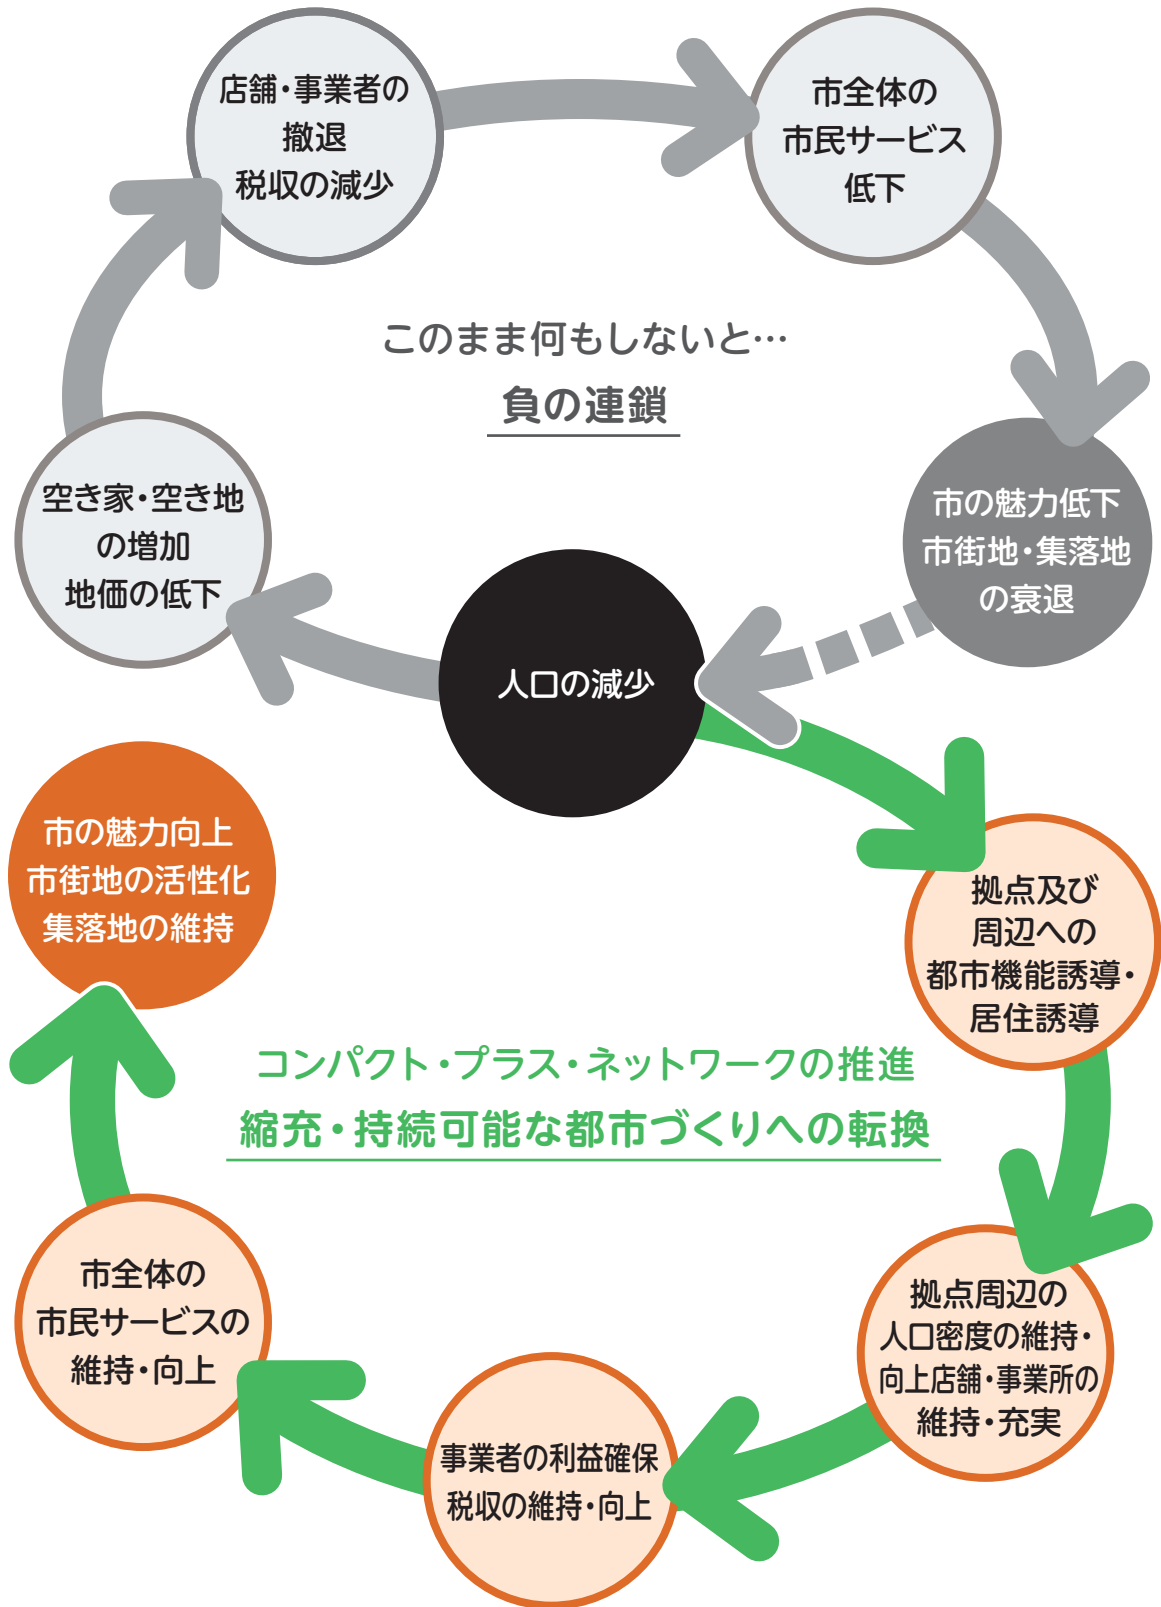 店舗・事業者の
撤退
税収の減少
市全体の
市民サービス
低下
このまま何もしないと…
負の連鎖
空き家・空き地
の増加
地価の低下
市の魅力低下
市街地・集落地
の衰退
人口の減少
市の魅力向上
市街地の活性化
集落地の維持
拠点及び
周辺への
都市機能誘導・
居住誘導
コンパクト・プラス・ネットワークの推進
縮充・持続可能な都市づくりへの転換
拠点周辺の
人口密度の維持・
向上店舗・事業所の
維持・充実
事業者の利益確保
税収の維持・向上
市全体の
市民サービスの
維持・向上